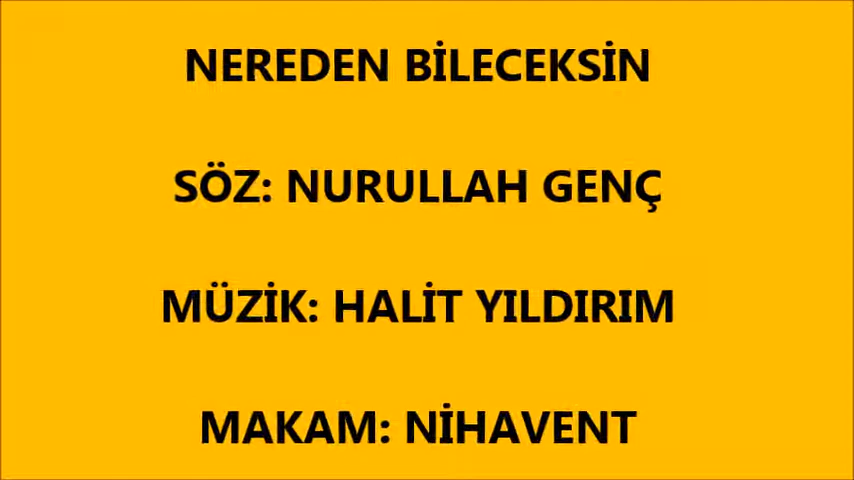 NEREDEN BİLECEKSİN
SÖZ: NURULLAH GENÇ
MÜZİK: HALİT YILDIRIM
MAKAM: NİHAVENT